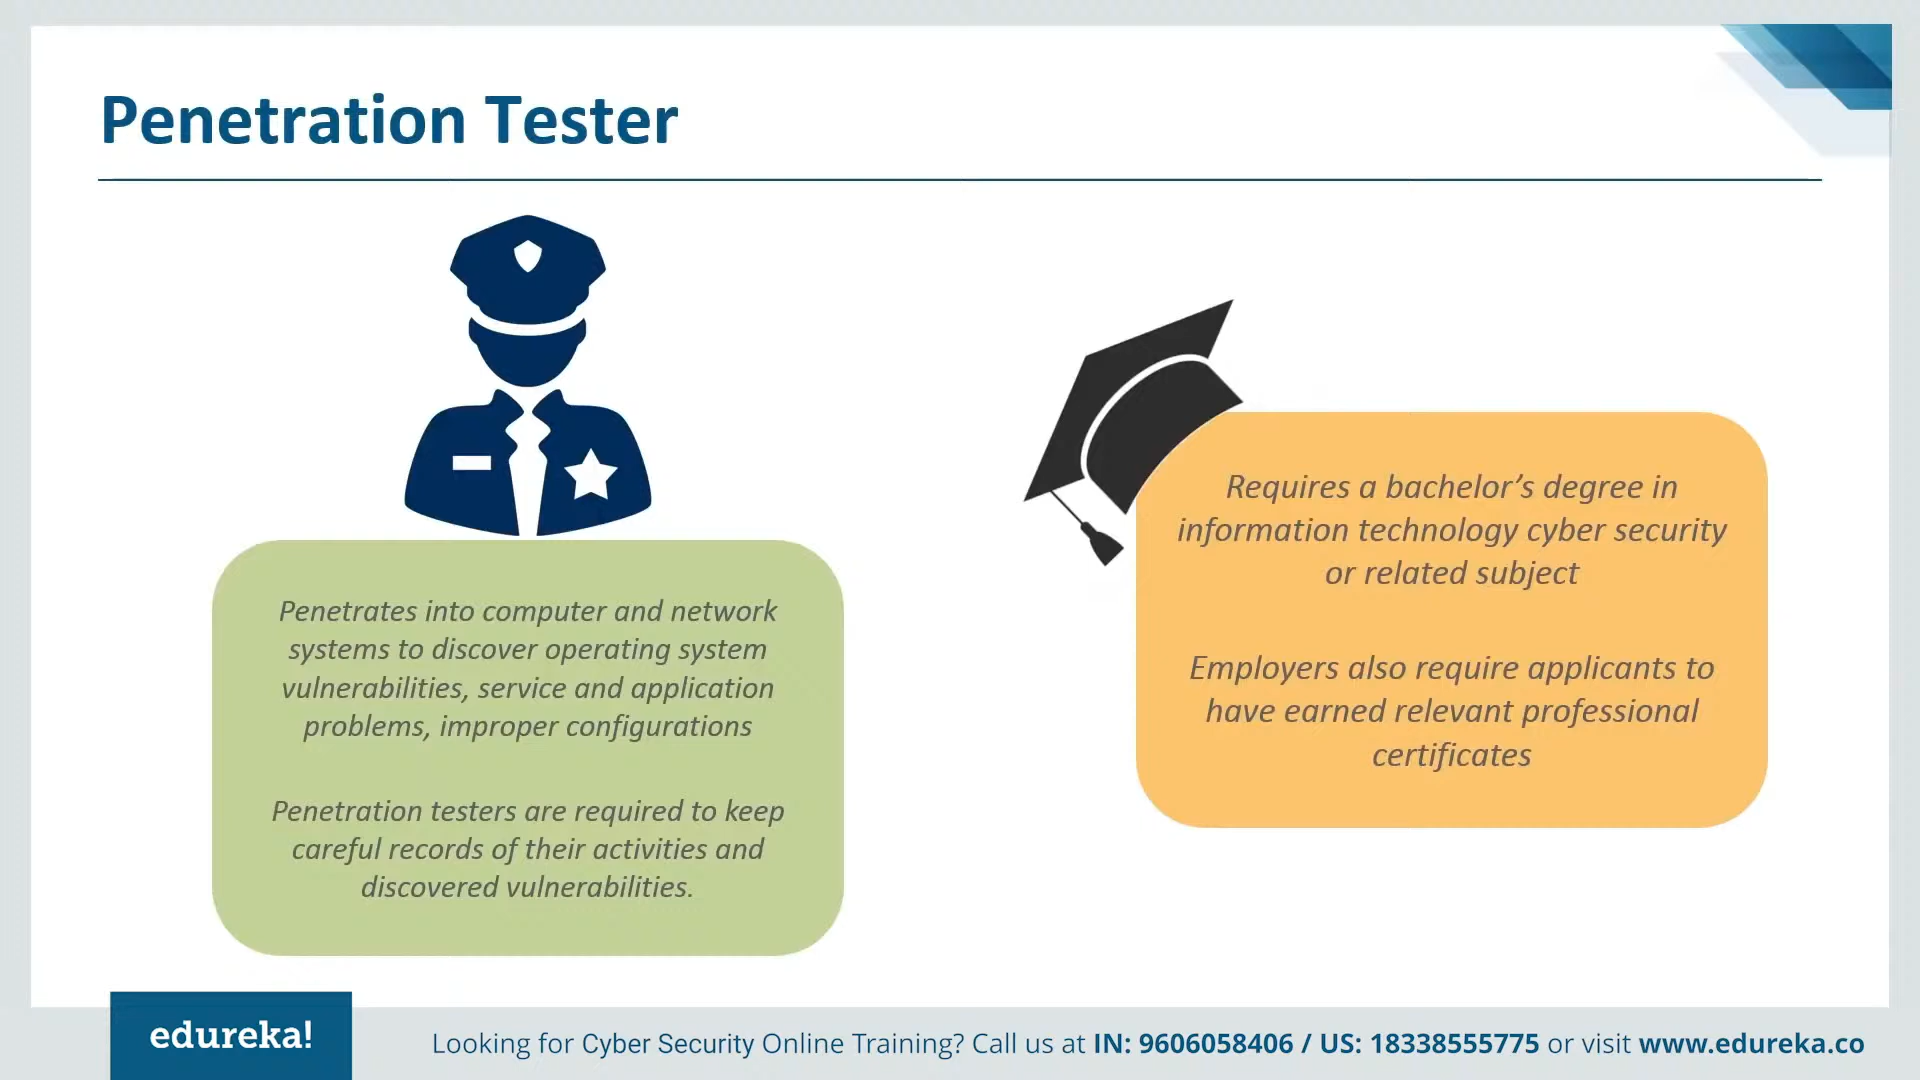 Penetration Tester
Penetrates into computer and network
systems to discover operating system
vulnerabilities, service and application
problems, improper configurations
Penetration testers are required to keep
careful records of their activities and
discovered vulnerabilities.
Requires a bachelor’s degree in
information technology cyber security
or related subject
Employers also require applicants to
have earned relevant professional
certificates
edureka!
Looking for Cyber Security Online Training? Call us at IN: 9606058406 / US: 18338555775 or visit www.edureka.co